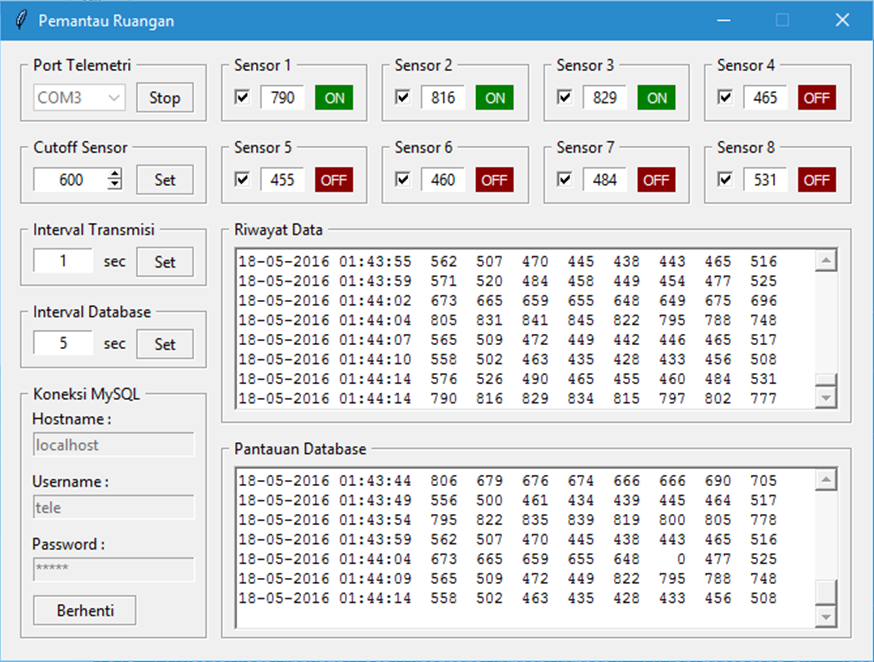 Pemantau Ruangan
Port Telemetri
COM3 Stop
Sensor 1
790 ON
Sensor 2
816 ON
Sensor 3
829 ON
Sensor 4
465 OFF
Cutoff Sensor
600 Set
Sensor 5
455 OFF
Sensor 6
460 OFF
Sensor 7
484 OFF
Sensor 8
531 OFF
Interval Transmisi
1 sec Set
Interval Database
5 sec Set
Koneksi MySQL
Hostname :
localhost
Username :
tele
Password :
*****
Berhenti
Riwayat Data
18-05-2016 01:43:55 562 507 470 445 438 443 465 516
18-05-2016 01:43:59 571 520 484 458 449 454 477 525
18-05-2016 01:44:02 673 665 659 655 648 649 675 696
18-05-2016 01:44:04 805 831 841 845 822 795 788 748
18-05-2016 01:44:07 565 509 472 449 442 446 465 517
18-05-2016 01:44:10 558 502 463 435 428 433 456 508
18-05-2016 01:44:14 576 526 490 465 455 460 484 531
18-05-2016 01:44:14 790 816 829 834 815 797 802 777
Pantauan Database
18-05-2016 01:43:44 806 679 676 674 666 666 690 705
18-05-2016 01:43:49 556 500 461 434 439 445 464 517
18-05-2016 01:43:54 795 822 835 839 819 800 805 778
18-05-2016 01:43:59 562 507 470 445 438 443 465 516
18-05-2016 01:44:04 673 665 659 655 648 0 477 525
18-05-2016 01:44:09 565 509 472 449 822 795 788 748
18-05-2016 01:44:14 558 502 463 435 428 433 456 508